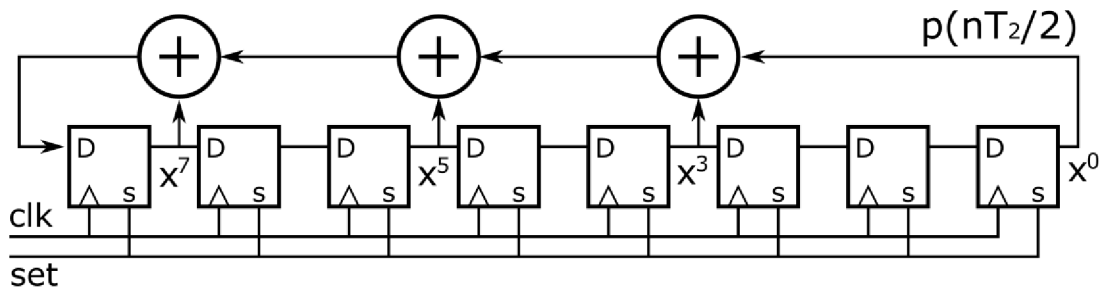 p(nT₂/2)
+ + +
D D D D D D D D
x⁷ x⁵ x³ x⁰
s s s s s s s s
clk
set